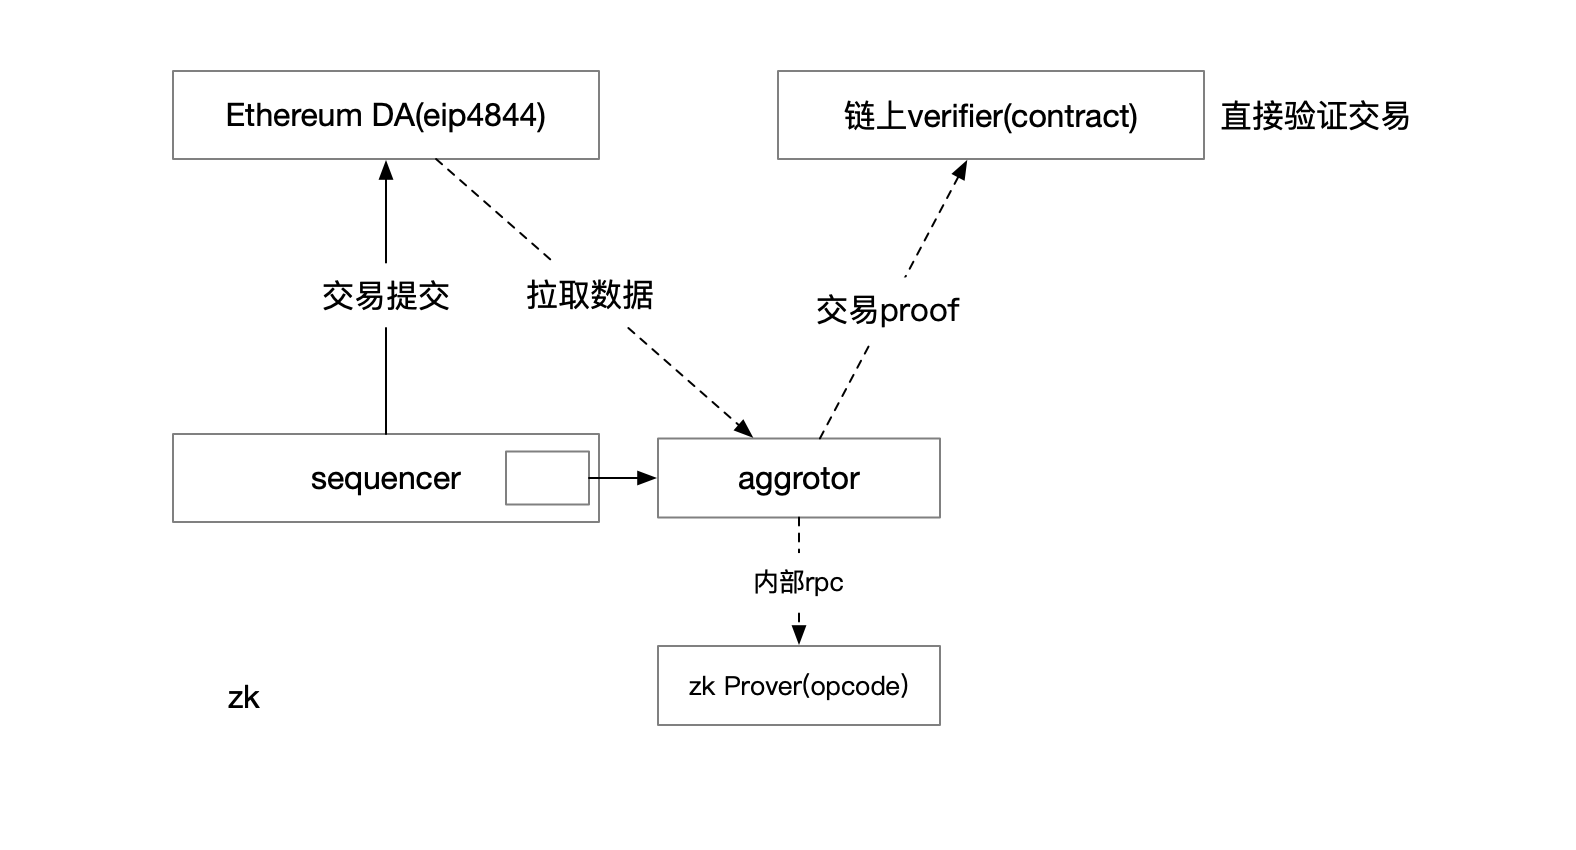 Ethereum DA(eip4844)
链上verifier(contract)
直接验证交易
交易提交
拉取数据
交易proof
sequencer
aggrotor
内部rpc
zk Prover(opcode)
zk